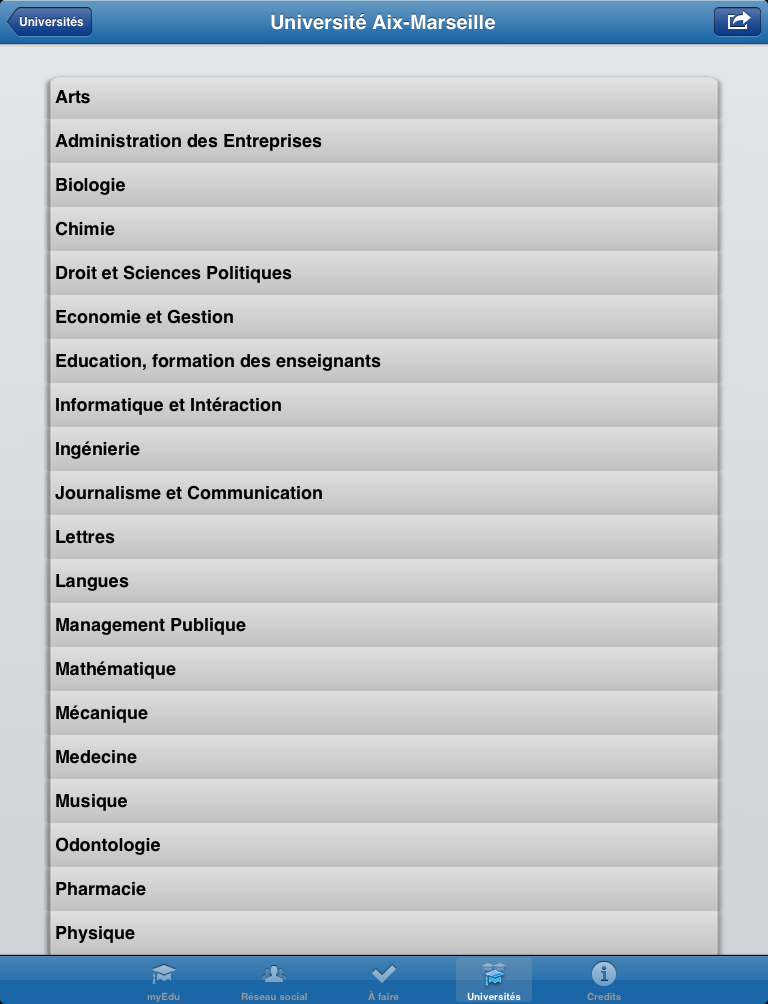 Universités
Université Aix-Marseille
Arts
Administration des Entreprises
Biologie
Chimie
Droit et Sciences Politiques
Economie et Gestion
Education, formation des enseignants
Informatique et Intéraction
Ingénierie
Journalisme et Communication
Lettres
Langues
Management Publique
Mathématique
Mécanique
Medecine
Musique
Odontologie
Pharmacie
Physique
myEdu
Réseau social
À faire
Universités
Credits